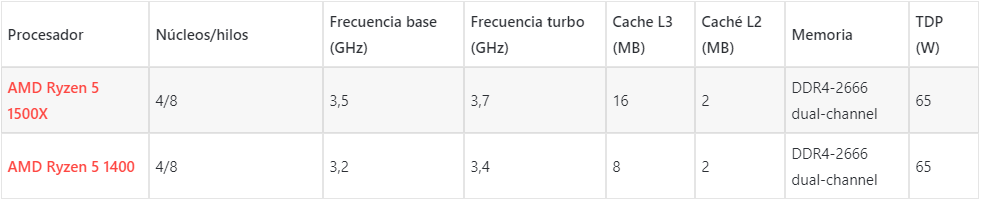 Procesador Núcleos/hilos Frecuencia base (GHz) Frecuencia turbo (GHz) Cache L3 (MB) Caché L2 (MB) Memoria TDP (W)
AMD Ryzen 5 1500X 4/8 3,5 3,7 16 2 DDR4-2666 dual-channel 65
AMD Ryzen 5 1400 4/8 3,2 3,4 8 2 DDR4-2666 dual-channel 65